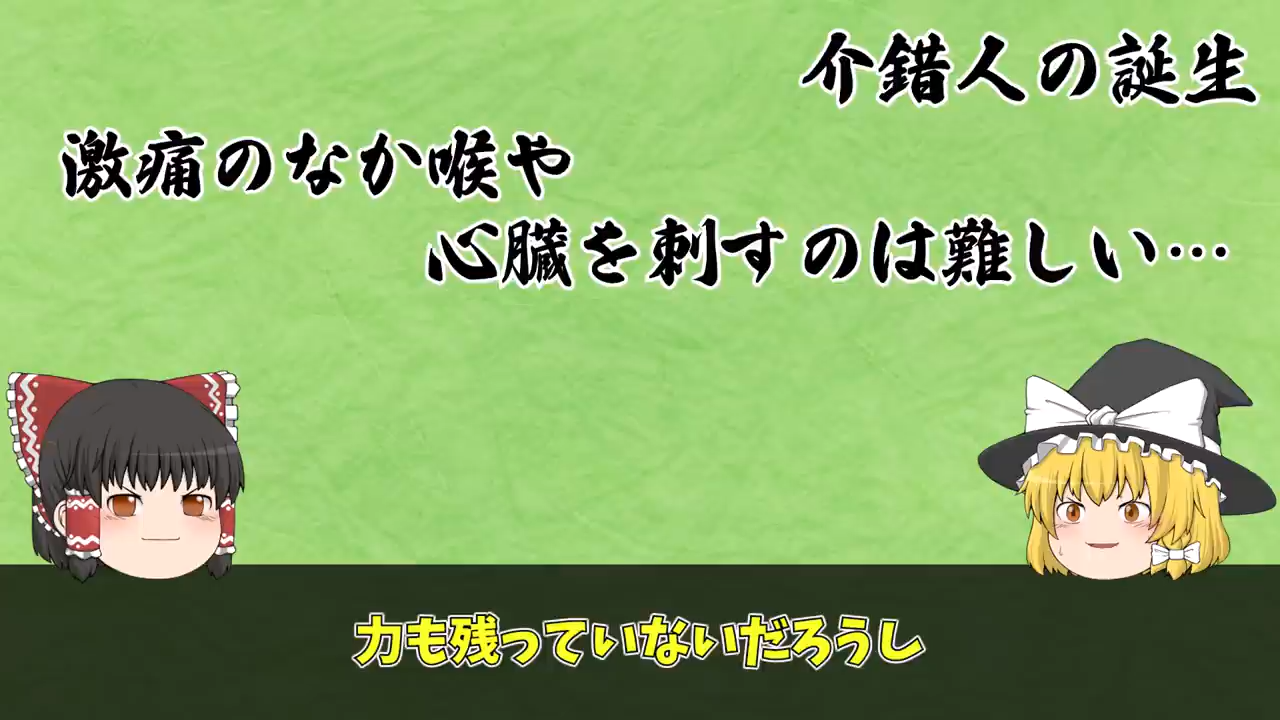 介錯人の誕生
激痛のなか喉や
心臓を刺すのは難しい…
力も残っていないだろうし